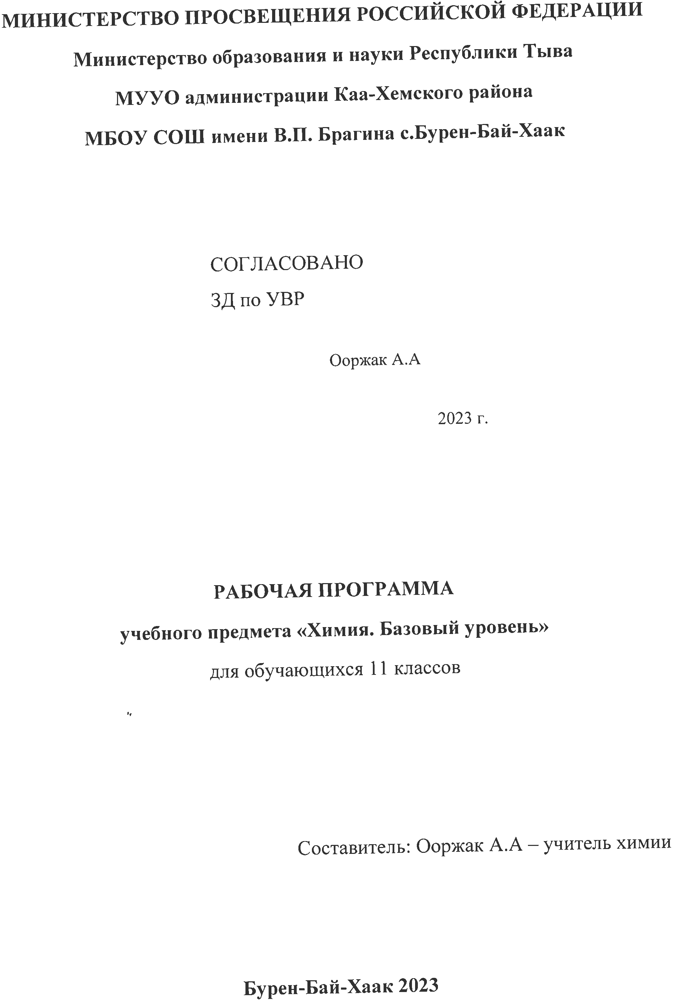 МИНИСТЕРСТВО ПРОСВЕЩЕНИЯ РОССИЙСКОЙ ФЕДЕРАЦИИ
Министерство образования и науки Республики Тыва
МУУО администрации Каа-Хемского района
МБОУ СОШ имени В.П. Брагина с.Бурен-Бай-Хаак
СОГЛАСОВАНО
ЗД по УВР
Ооржак А.А
2023 г.
РАБОЧАЯ ПРОГРАММА
учебного предмета «Химия. Базовый уровень»
для обучающихся 11 классов
Составитель: Ооржак А.А – учитель химии
Бурен-Бай-Хаак 2023